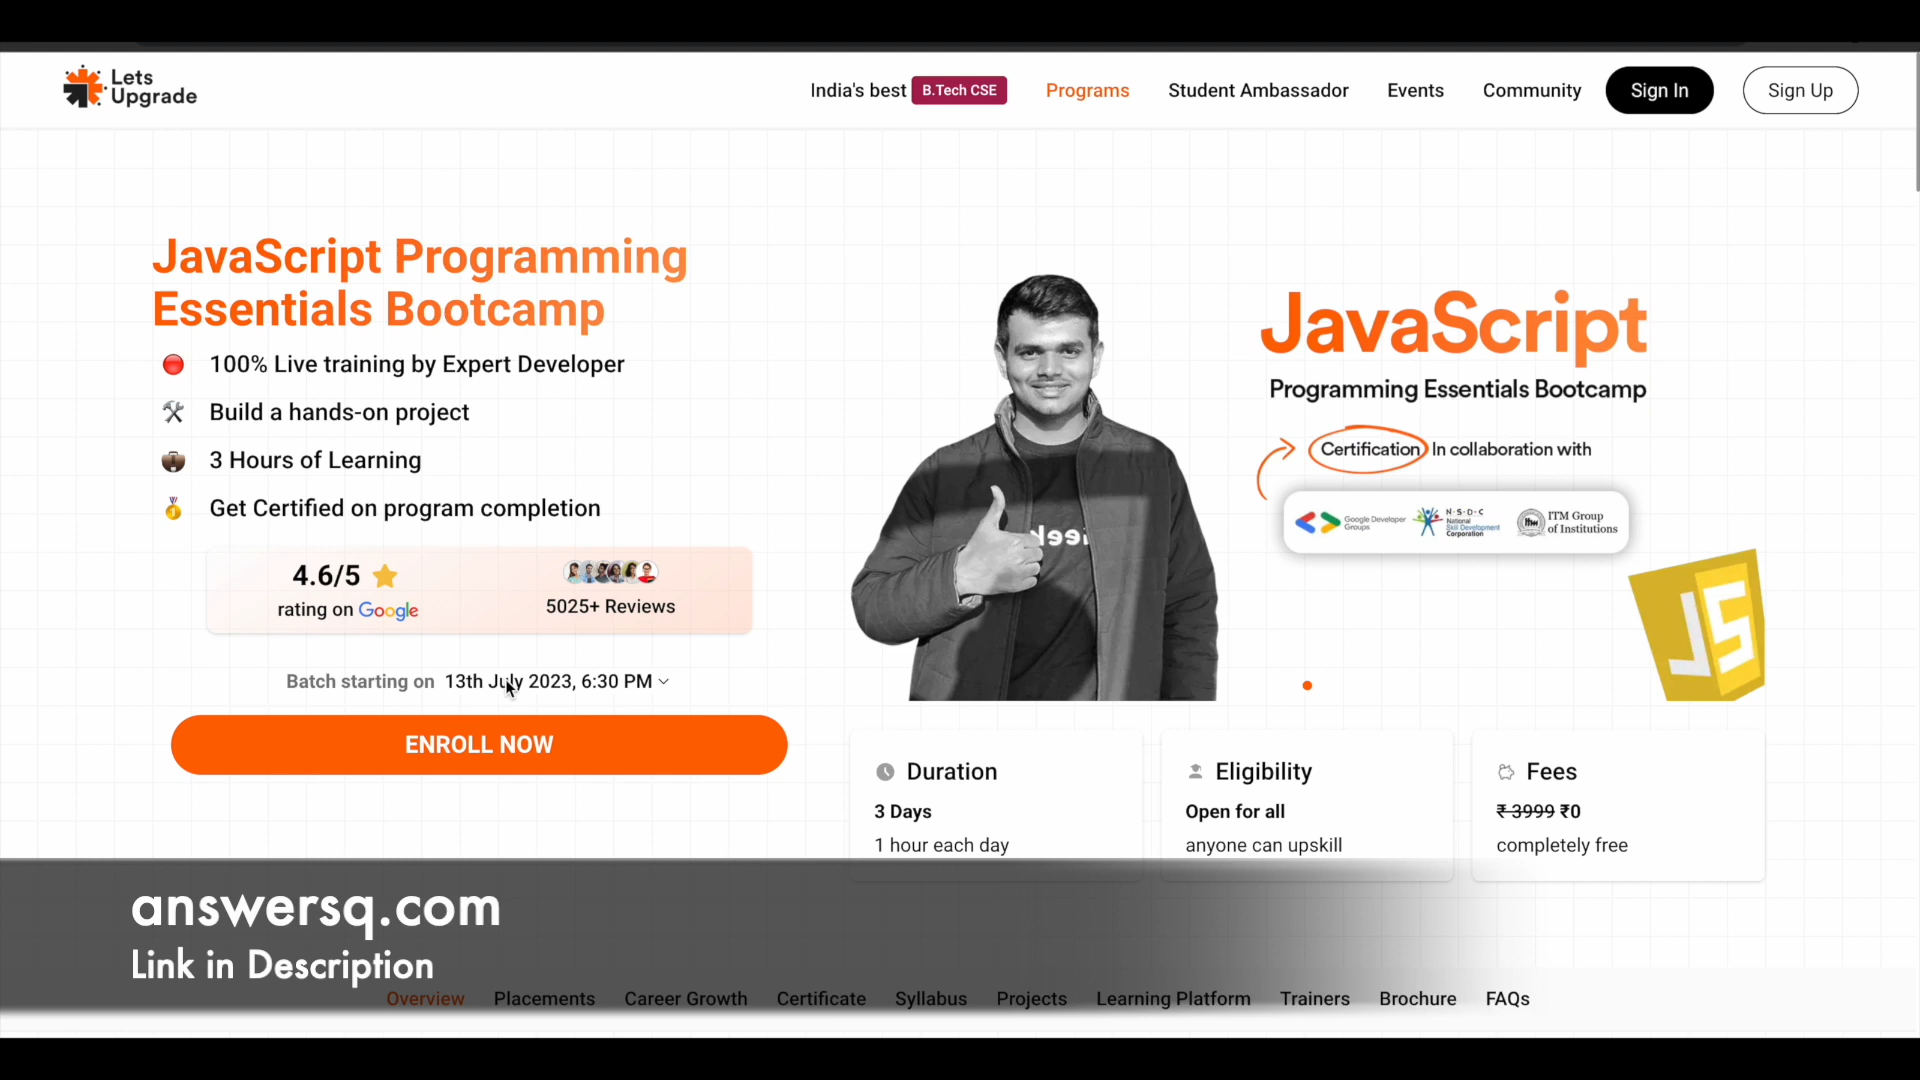 Lets
Upgrade
India's best B.Tech CSE Programs Student Ambassador Events Community Sign In Sign Up
JavaScript Programming
Essentials Bootcamp
100% Live training by Expert Developer
Build a hands-on project
3 Hours of Learning
Get Certified on program completion
4.6/5
rating on Google
5025+ Reviews
Batch starting on 13th July 2023, 6:30 PM
ENROLL NOW
JavaScript
Programming Essentials Bootcamp
Certification In collaboration with
Google Developer
Groups
N·S·D·C
National
Skill Development
Corporation
ITM Group
of Institutions
JS
Duration
3 Days
1 hour each day
Eligibility
Open for all
anyone can upskill
Fees
₹ 3999 ₹0
completely free
answersq.com
Link in Description
Overview Placements Career Growth Certificate Syllabus Projects Learning Platform Trainers Brochure FAQs